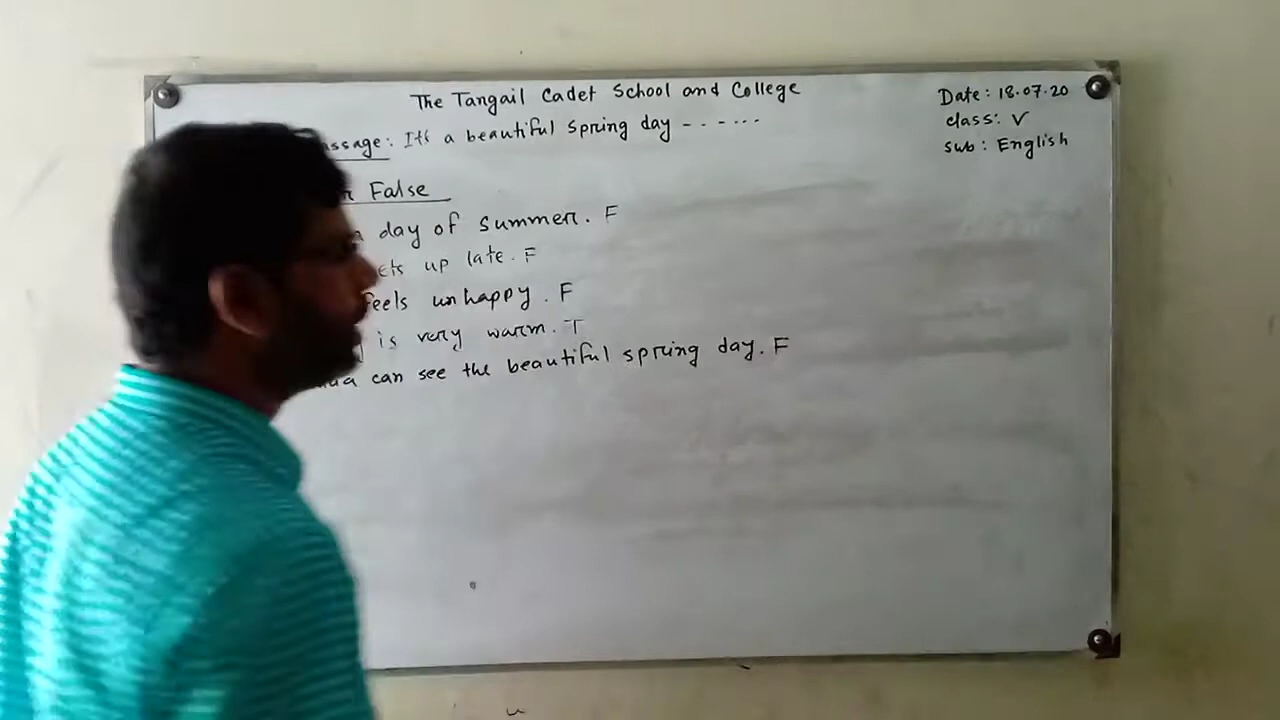 The Tangail Cadet School and College
Date: 18.07.20
: It's a beautiful spring day - - - - - -
class: V
sub: English
False
day of summer. F
up late. F
feels unhappy. F
is very warm. T
can see the beautiful spring day. F